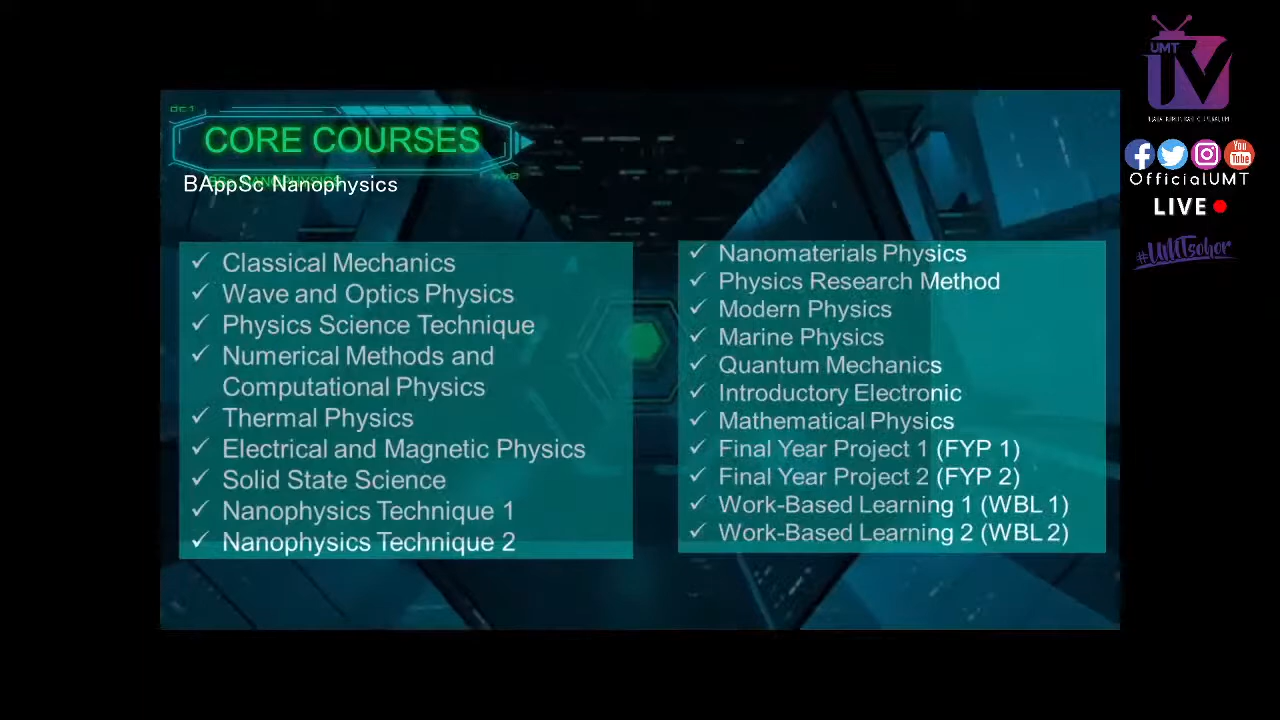 CORE COURSES
BAppSc Nanophysics
✓ Classical Mechanics
✓ Wave and Optics Physics
✓ Physics Science Technique
✓ Numerical Methods and
Computational Physics
✓ Thermal Physics
✓ Electrical and Magnetic Physics
✓ Solid State Science
✓ Nanophysics Technique 1
✓ Nanophysics Technique 2
✓ Nanomaterials Physics
✓ Physics Research Method
✓ Modern Physics
✓ Marine Physics
✓ Quantum Mechanics
✓ Introductory Electronic
✓ Mathematical Physics
✓ Final Year Project 1 (FYP 1)
✓ Final Year Project 2 (FYP 2)
✓ Work-Based Learning 1 (WBL 1)
✓ Work-Based Learning 2 (WBL 2)
UMT
TV
You
Tube
OfficialUMT
LIVE
#UMTsohor